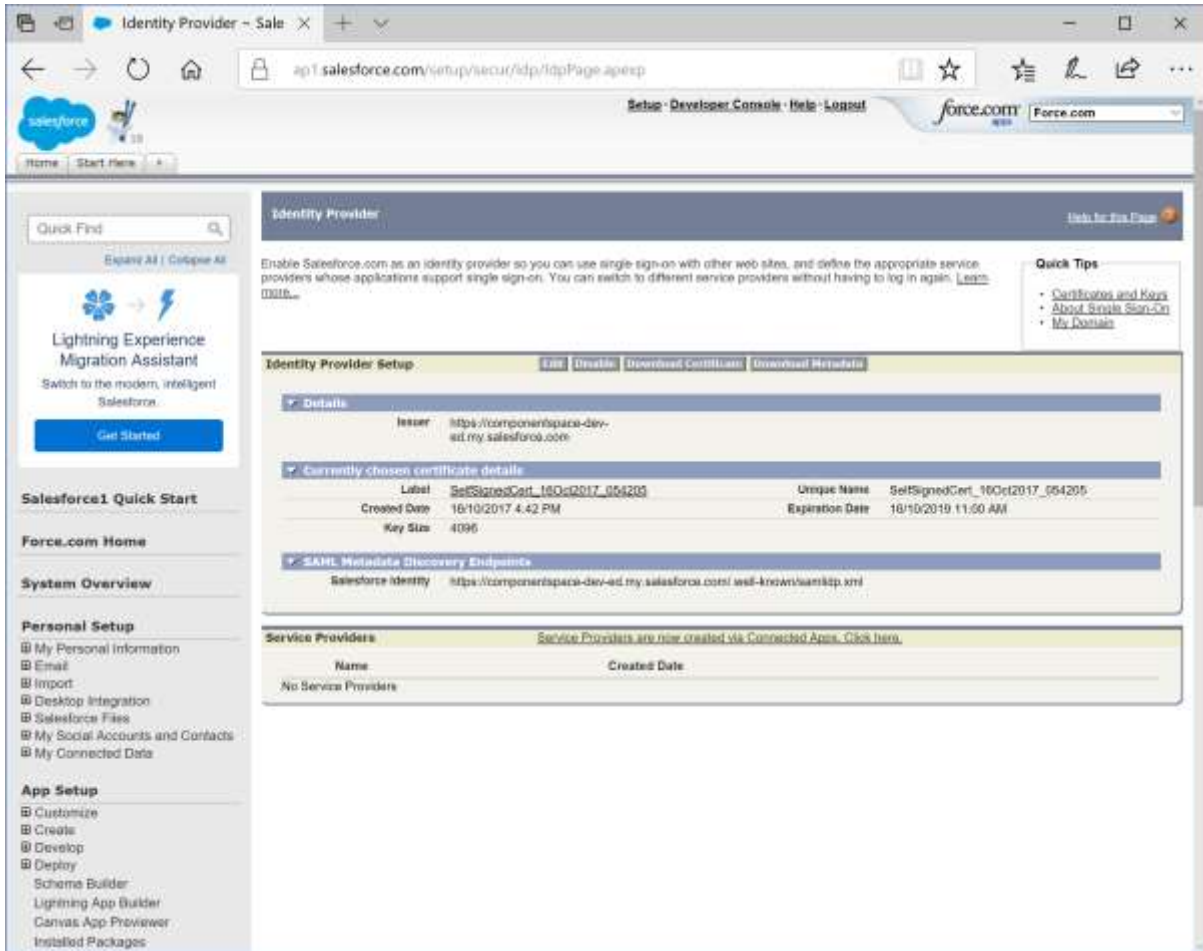 Identity Provider ~ Sale
ap1.salesforce.com/setup/secur/idp/IdpPage.apexp
salesforce
18
Setup · Developer Console · Help · Logout
force.com
apps
Force.com
Home
Start Here
+
Quick Find
Expand All | Collapse All
Lightning Experience
Migration Assistant
Switch to the modern, intelligent
Salesforce.
Get Started
Salesforce1 Quick Start
Force.com Home
System Overview
Personal Setup
My Personal Information
Email
Import
Desktop Integration
Salesforce Files
My Social Accounts and Contacts
My Connected Data
App Setup
Customize
Create
Develop
Deploy
Schema Builder
Lightning App Builder
Canvas App Previewer
Installed Packages
Identity Provider
Help for this Page
Enable Salesforce.com as an identity provider so you can use single sign-on with other web sites, and define the appropriate service
providers whose applications support single sign-on. You can switch to different service providers without having to log in again. Learn
more...
Quick Tips
Certificates and Keys
About Single Sign-On
My Domain
Identity Provider Setup
Edit Disable Download Certificate Download Metadata
Details
Issuer https://componentspace-dev-
ed.my.salesforce.com
Currently chosen certificate details
Label SelfSignedCert_16Oct2017_054205 Unique Name SelfSignedCert_16Oct2017_054205
Created Date 16/10/2017 4:42 PM Expiration Date 16/10/2019 11:00 AM
Key Size 4096
SAML Metadata Discovery Endpoints
Salesforce Identity https://componentspace-dev-ed.my.salesforce.com/.well-known/samlidp.xml
Service Providers Service Providers are now created via Connected Apps. Click here.
Name Created Date
No Service Providers